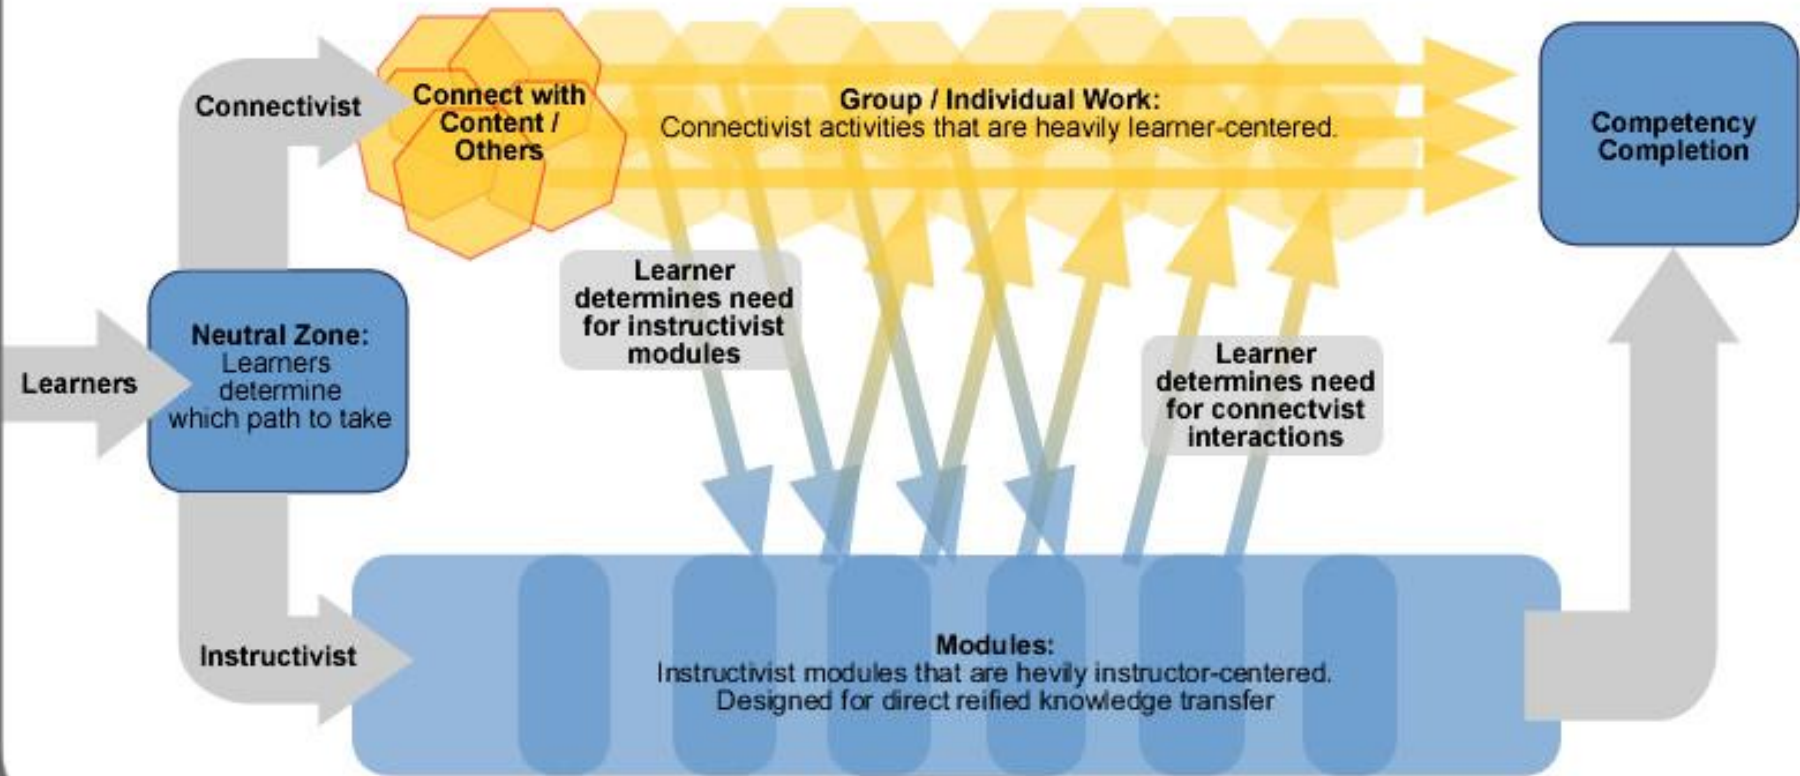 Connectivist
Connect with
Content /
Others
Group / Individual Work:
Connectivist activities that are heavily learner-centered.
Competency
Completion
Learners
Neutral Zone:
Learners
determine
which path to take
Learner
determines need
for instructivist
modules
Learner
determines need
for connectvist
interactions
Instructivist
Modules:
Instructivist modules that are hevily instructor-centered.
Designed for direct reified knowledge transfer